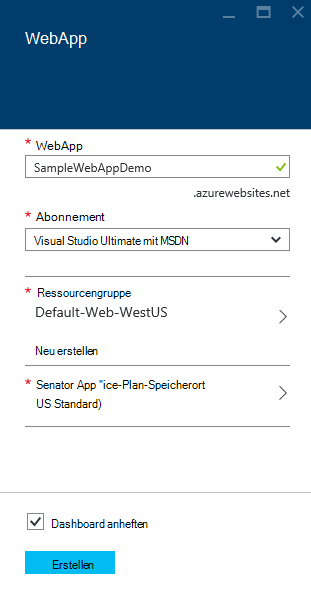 WebApp
* WebApp
SampleWebAppDemo
.azurewebsites.net
* Abonnement
Visual Studio Ultimate mit MSDN
* Ressourcengruppe
Default-Web-WestUS
Neu erstellen
* Senator App "ice-Plan-Speicherort
US Standard)
Dashboard anheften
Erstellen